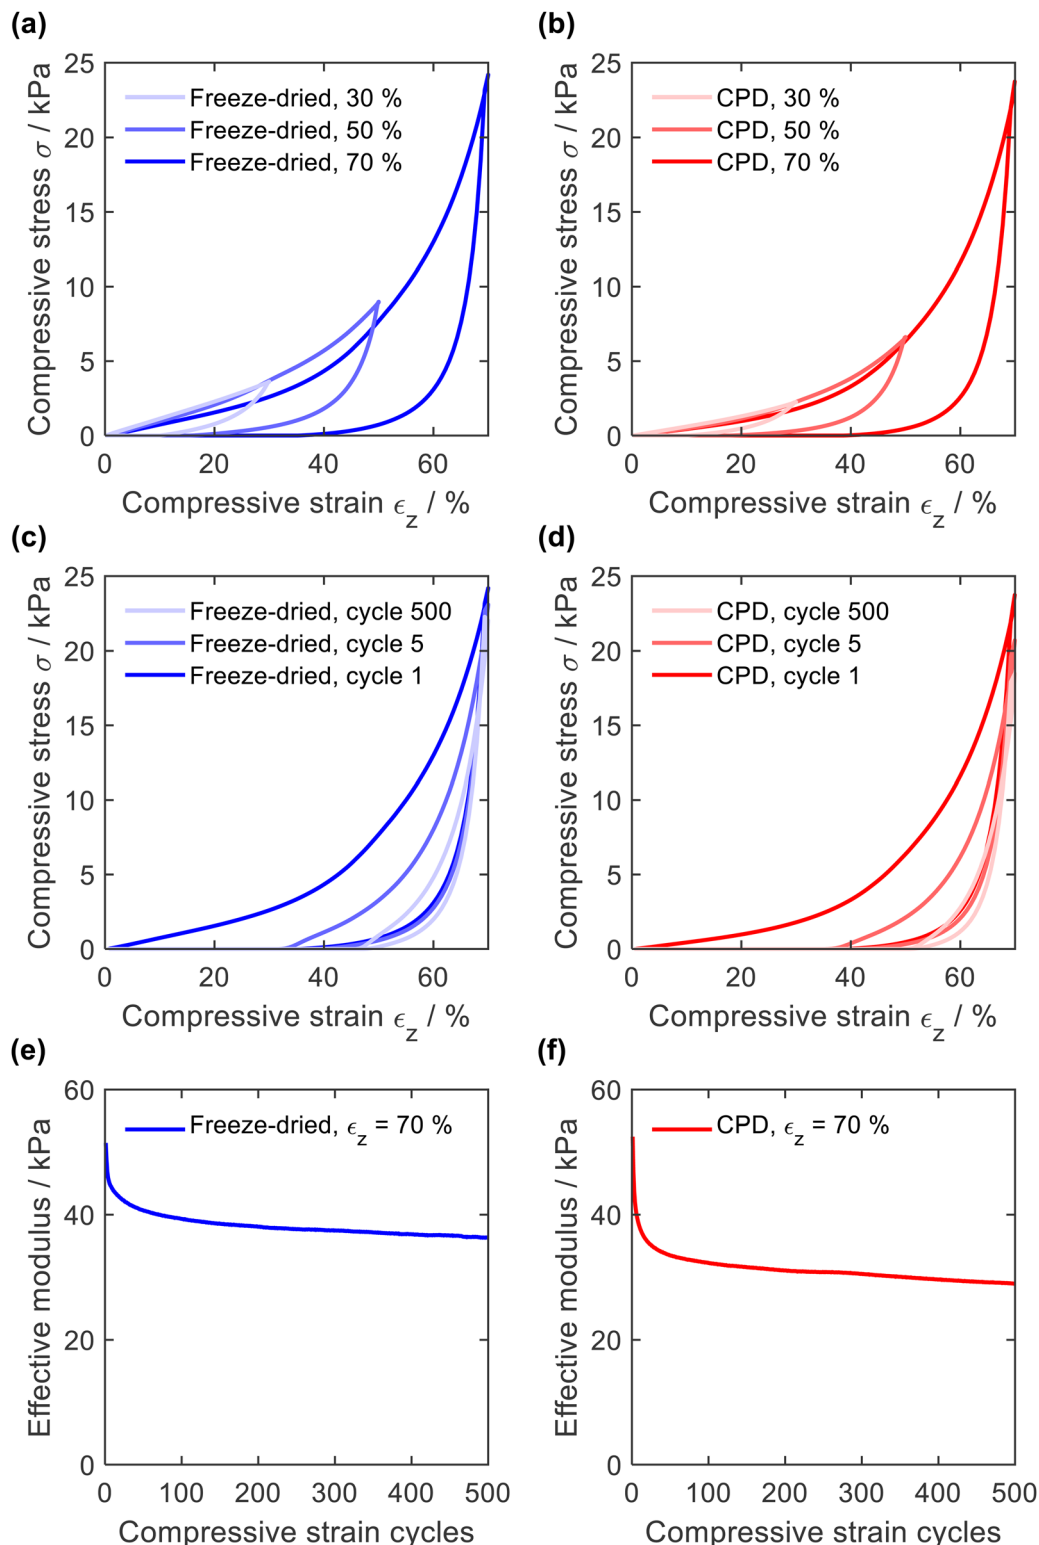 (a)
25
20
15
10
5
0
0 20 40 60
Compressive stress σ / kPa
Compressive strain ϵz / %
Freeze-dried, 30 %
Freeze-dried, 50 %
Freeze-dried, 70 %
(b)
25
20
15
10
5
0
0 20 40 60
Compressive stress σ / kPa
Compressive strain ϵz / %
CPD, 30 %
CPD, 50 %
CPD, 70 %
(c)
25
20
15
10
5
0
0 20 40 60
Compressive stress σ / kPa
Compressive strain ϵz / %
Freeze-dried, cycle 500
Freeze-dried, cycle 5
Freeze-dried, cycle 1
(d)
25
20
15
10
5
0
0 20 40 60
Compressive stress σ / kPa
Compressive strain ϵz / %
CPD, cycle 500
CPD, cycle 5
CPD, cycle 1
(e)
60
40
20
0
0 100 200 300 400 500
Effective modulus / kPa
Compressive strain cycles
Freeze-dried, ϵz = 70 %
(f)
60
40
20
0
0 100 200 300 400 500
Effective modulus / kPa
Compressive strain cycles
CPD, ϵz = 70 %